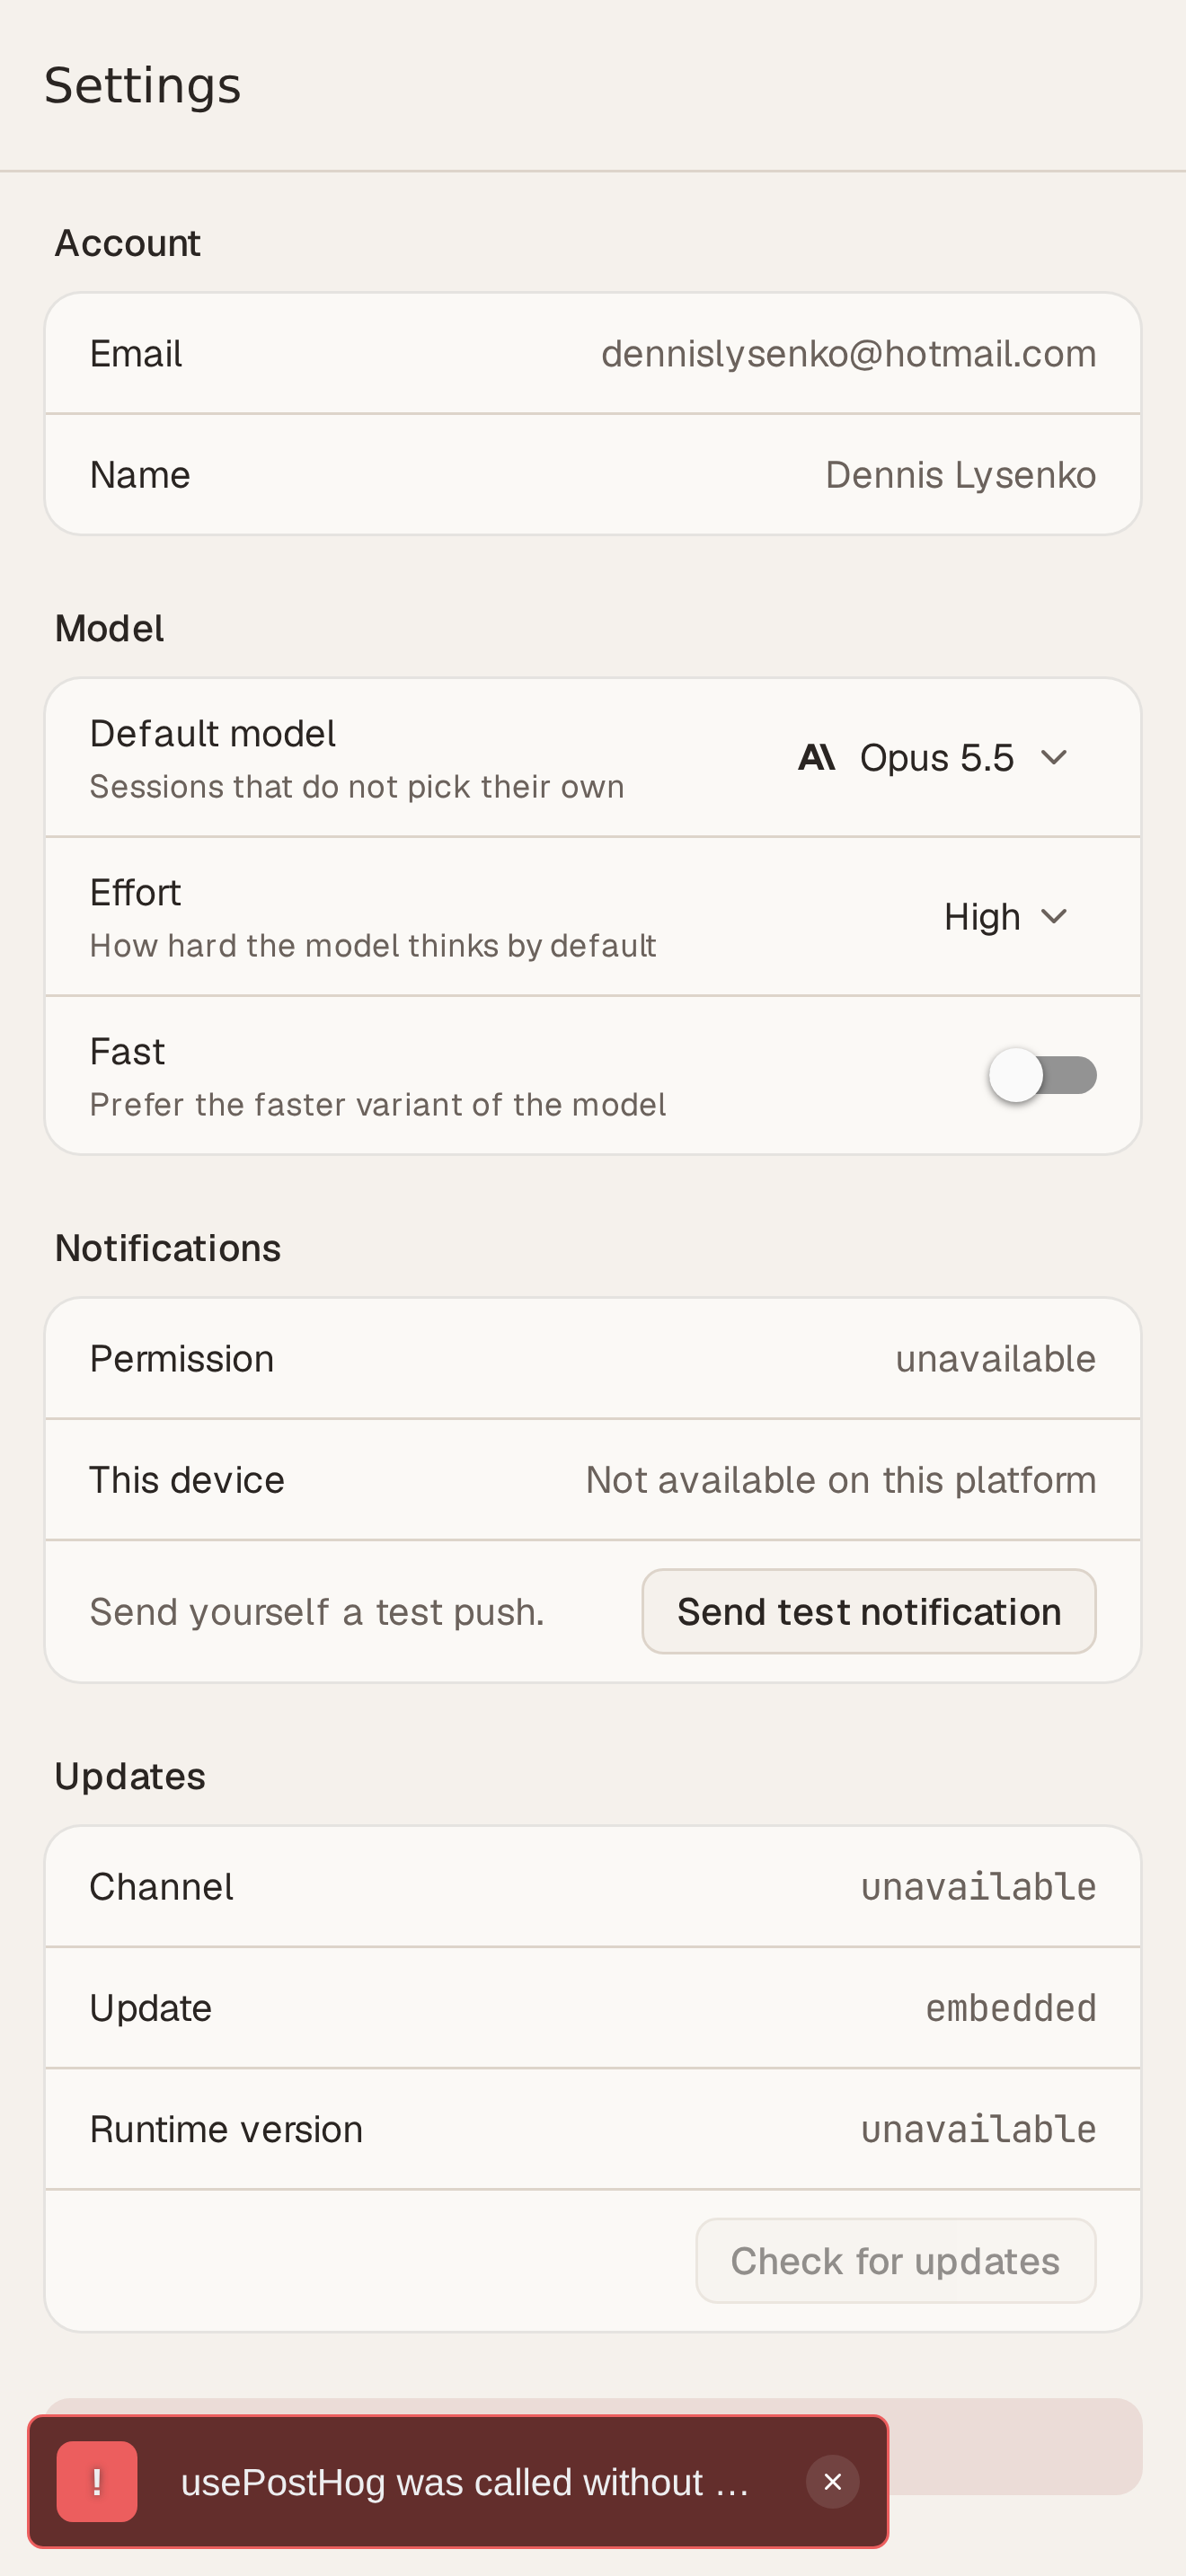 Settings
Account
Email dennislysenko@hotmail.com
Name Dennis Lysenko
Model
Default model
Sessions that do not pick their own
Opus 5.5
Effort
How hard the model thinks by default
High
Fast
Prefer the faster variant of the model
Notifications
Permission unavailable
This device Not available on this platform
Send yourself a test push. Send test notification
Updates
Channel unavailable
Update embedded
Runtime version unavailable
Check for updates
! usePostHog was called without …